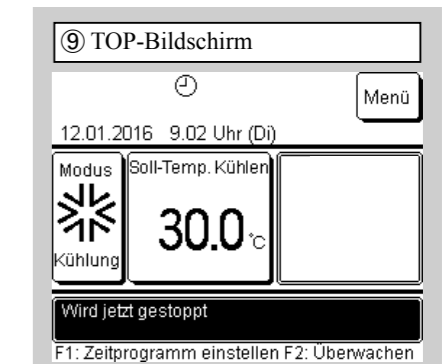 ⑨ TOP-Bildschirm
Menü
12.01.2016 9.02 Uhr (Di)
Modus
Soll-Temp. Kühlen
30.0 °C
Kühlung
Wird jetzt gestoppt
F1: Zeitprogramm einstellen F2: Überwachen